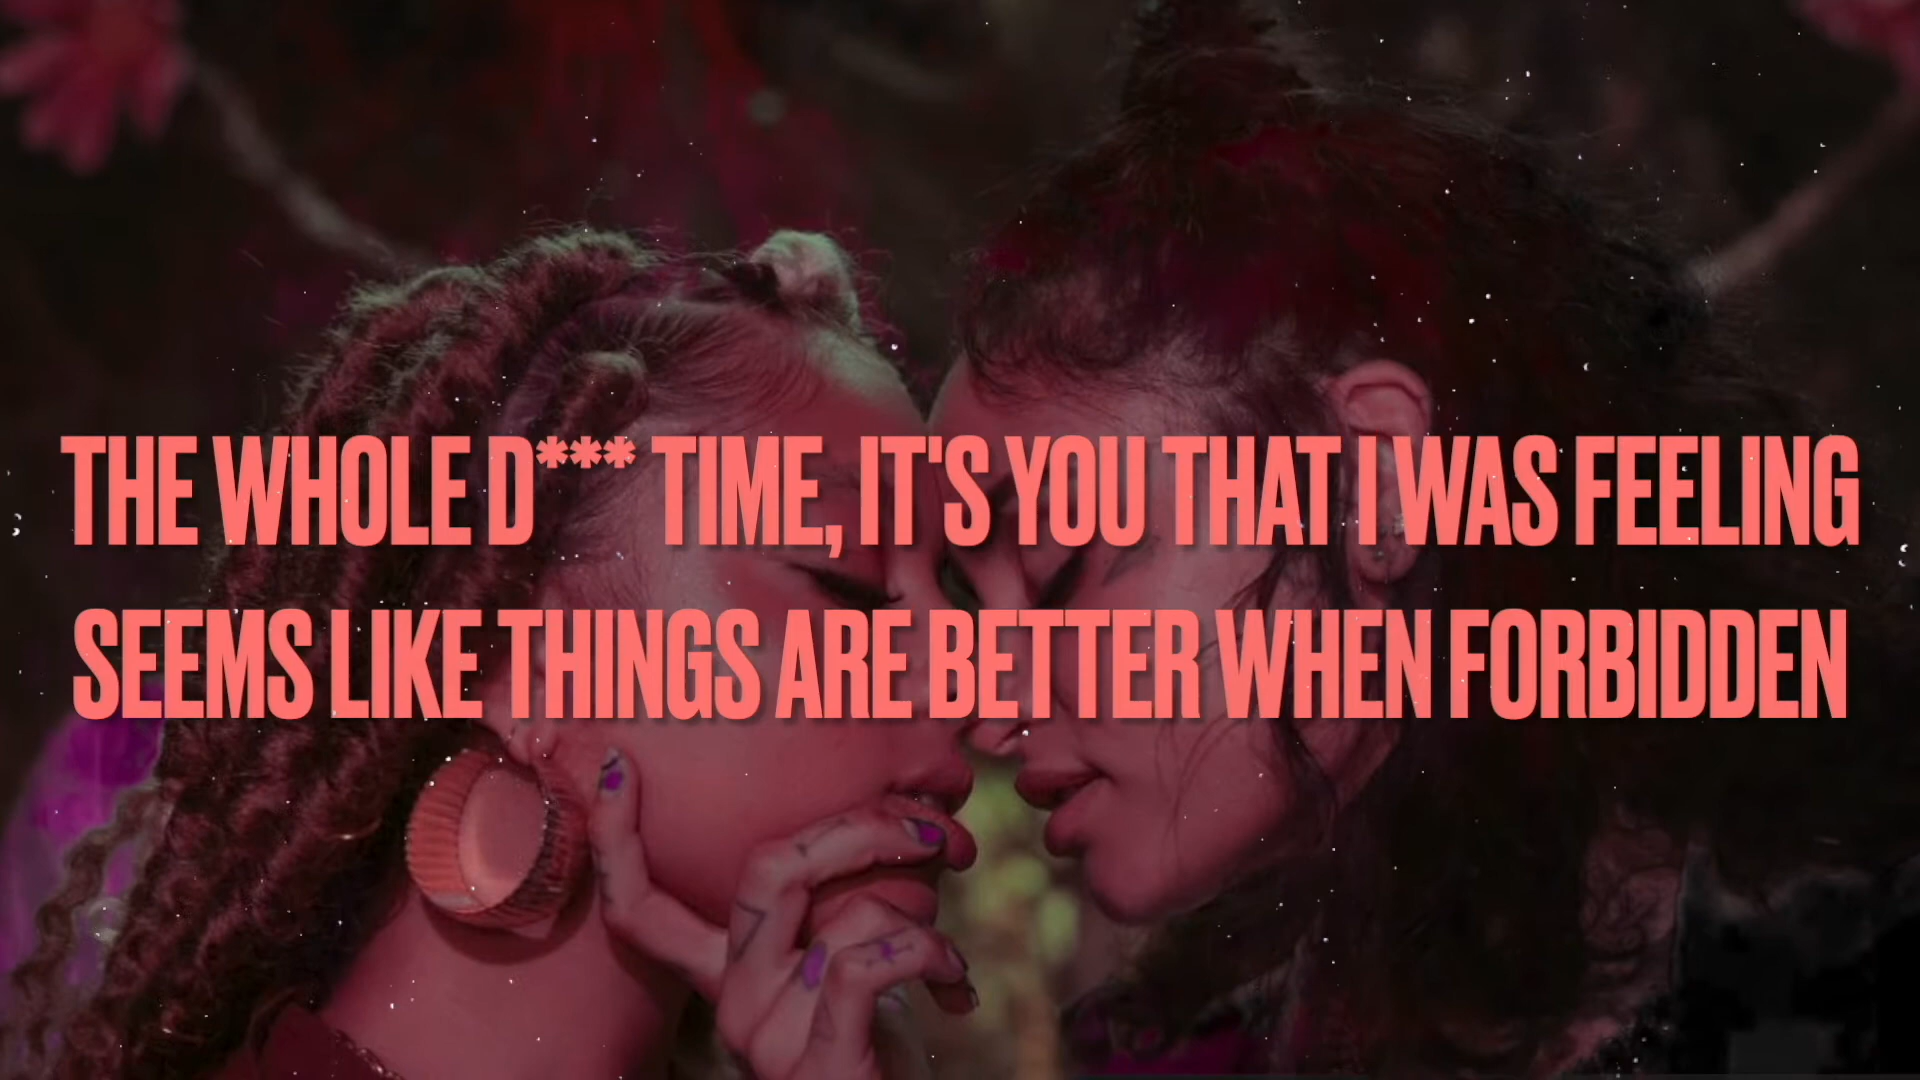 THE WHOLE D*** TIME, IT'S YOU THAT I WAS FEELING
SEEMS LIKE THINGS ARE BETTER WHEN FORBIDDEN